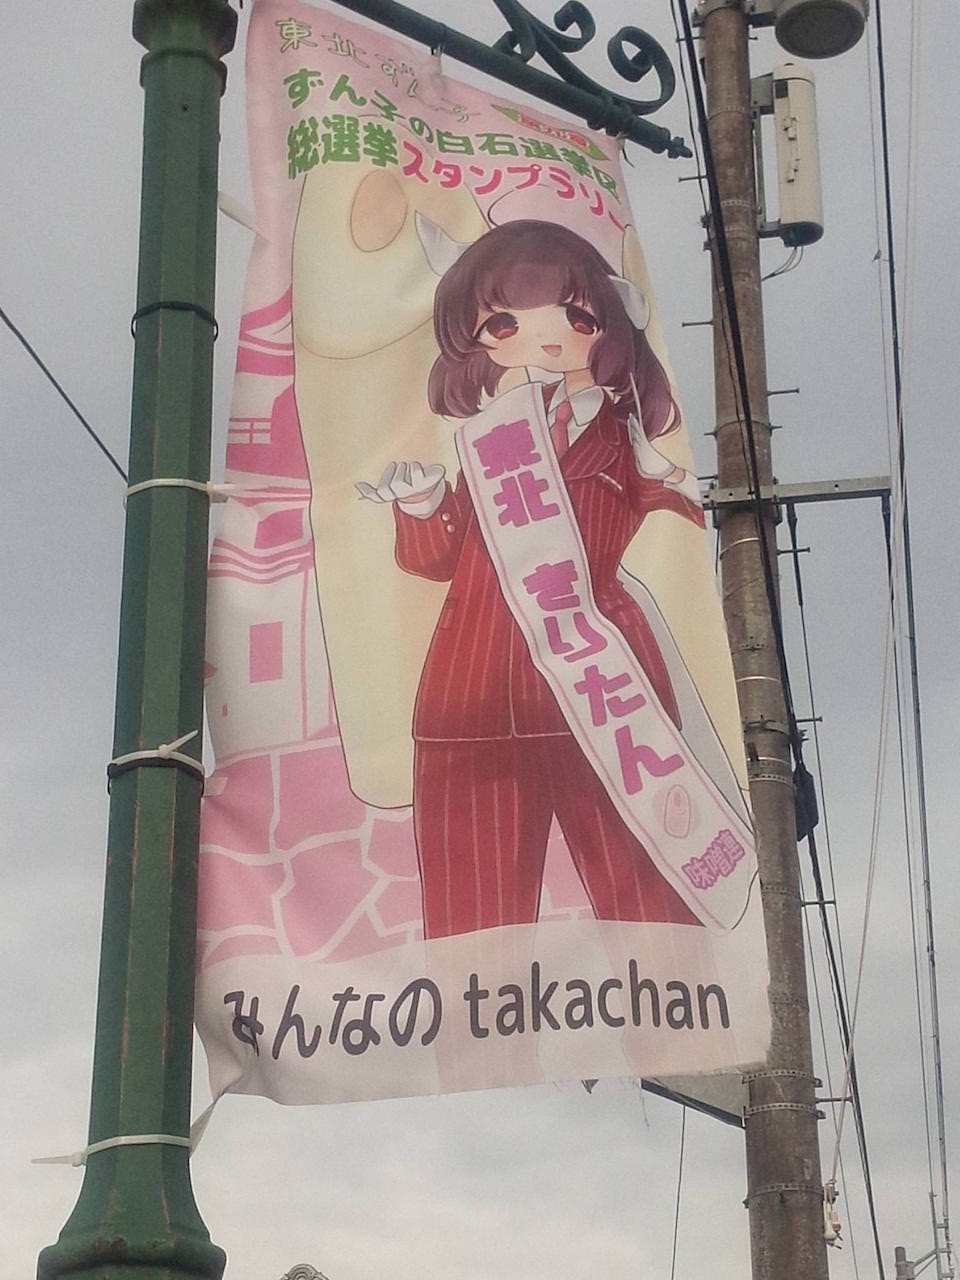 東北ずん子
ずん子の白石選挙区
総選挙スタンプラリー
東北 きりたん
味噌連
みんなの takachan